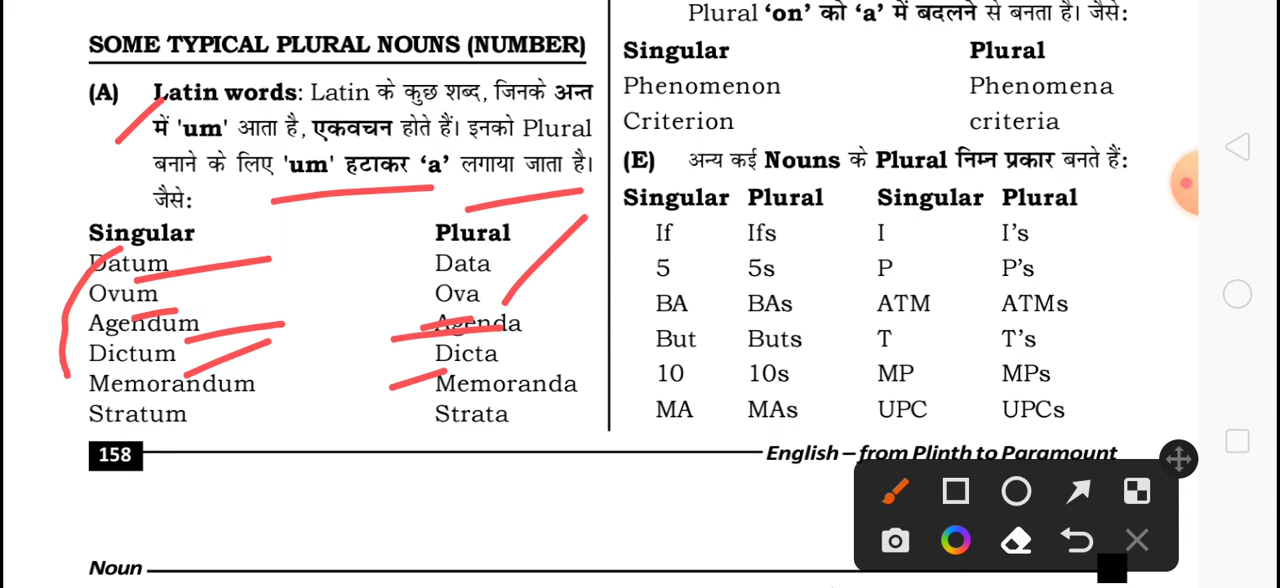 SOME TYPICAL PLURAL NOUNS (NUMBER)
(A) Latin words: Latin के कुछ शब्द, जिनके अन्त
में 'um' आता है, एकवचन होते हैं। इनको Plural
बनाने के लिए 'um' हटाकर ‘a’ लगाया जाता है।
जैसे:
Singular Plural
Datum Data
Ovum Ova
Agendum Agenda
Dictum Dicta
Memorandum Memoranda
Stratum Strata
Plural ‘on’ को ‘a’ में बदलने से बनता है। जैसे:
Singular Plural
Phenomenon Phenomena
Criterion criteria
(E) अन्य कई Nouns के Plural निम्न प्रकार बनते हैं:
Singular Plural Singular Plural
If Ifs I I’s
5 5s P P’s
BA BAs ATM ATMs
But Buts T T’s
10 10s MP MPs
MA MAs UPC UPCs
158 English – from Plinth to Paramount
Noun